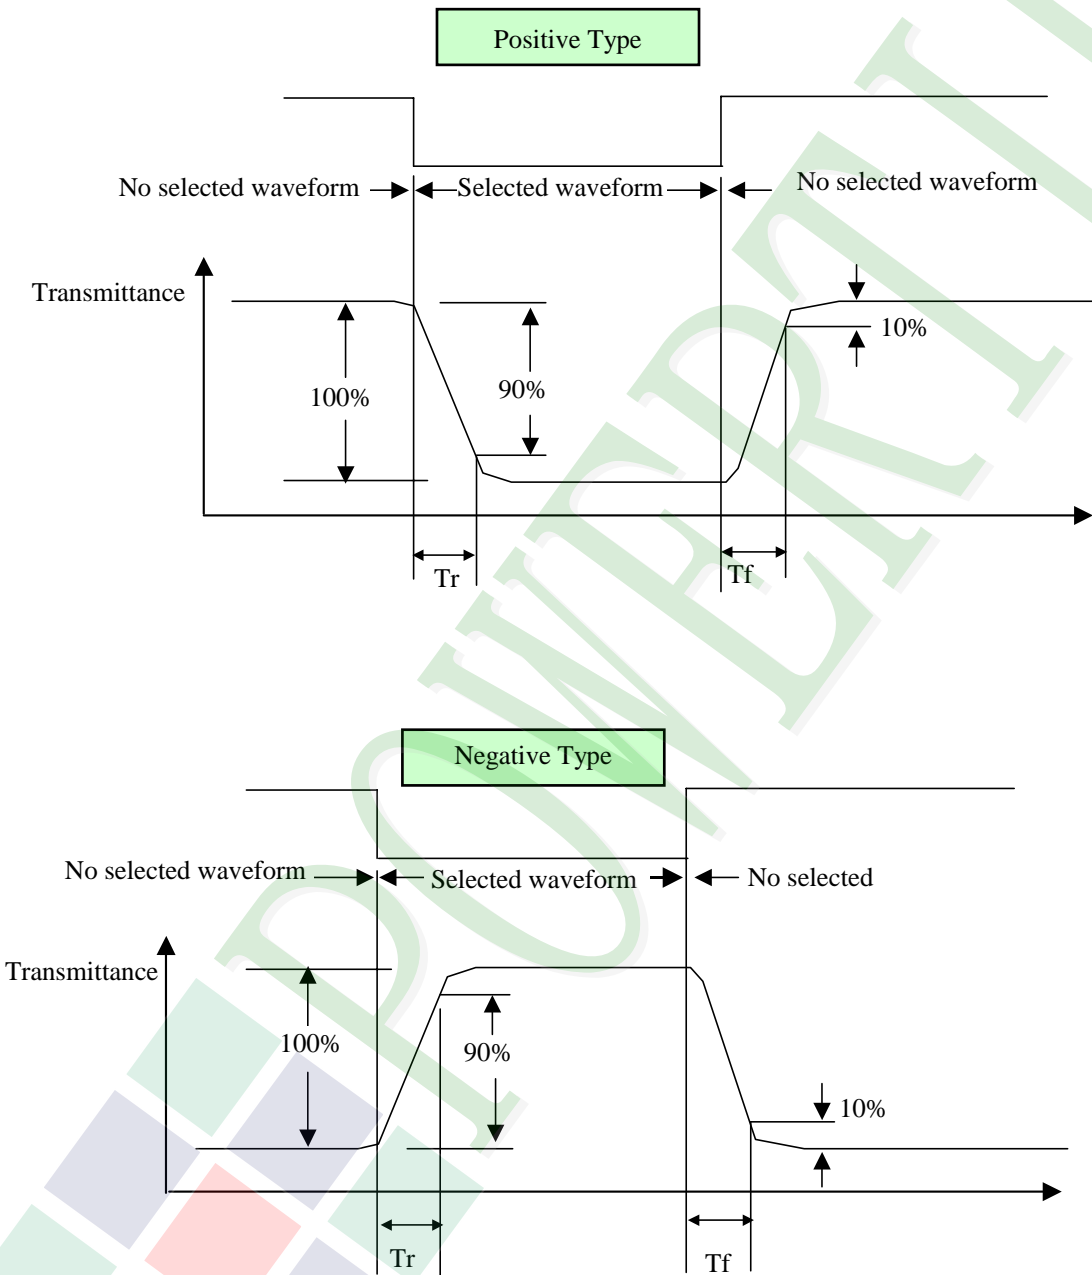 Positive Type
No selected waveform
Selected waveform
No selected waveform
Transmittance
10%
100%
90%
Tr
Tf
Negative Type
No selected waveform
Selected waveform
No selected
Transmittance
100%
90%
10%
Tr
Tf
POWERTI